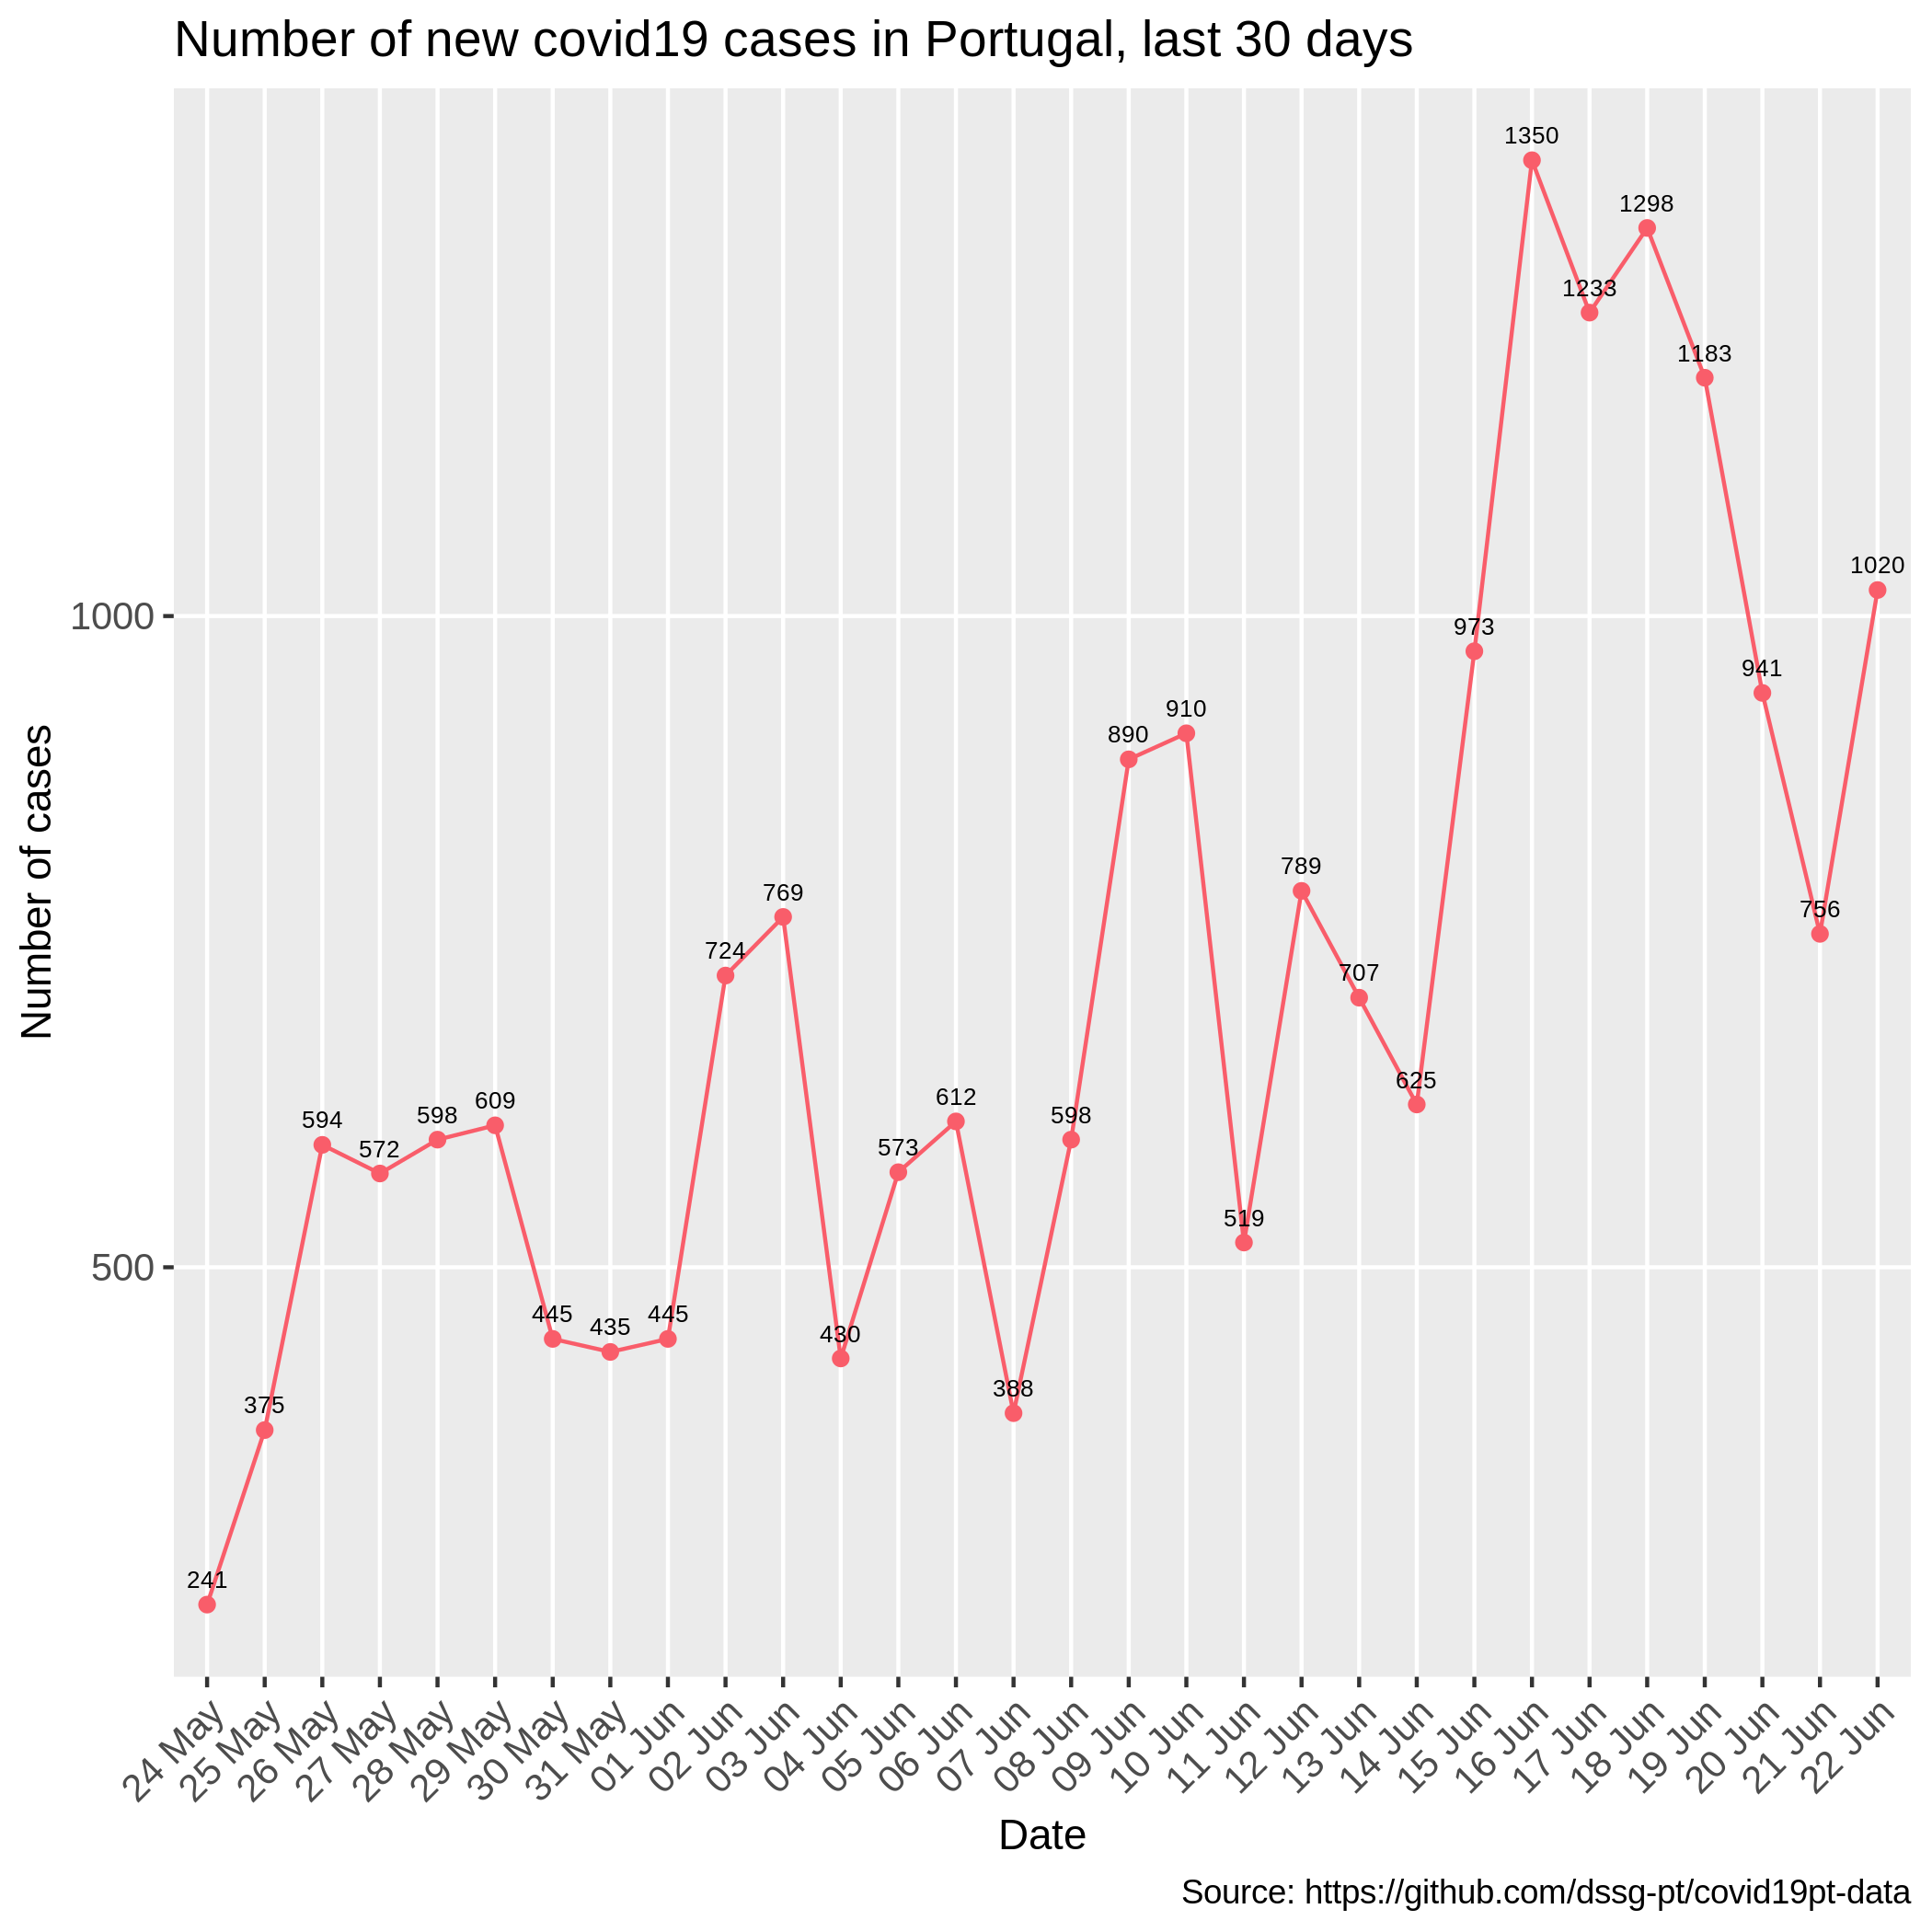 Number of new covid19 cases in Portugal, last 30 days
Number of cases
1000
500
241
375
594
572
598
609
445
435
445
724
769
430
573
612
388
598
890
910
519
789
707
625
973
1350
1233
1298
1183
941
756
1020
24 May
25 May
26 May
27 May
28 May
29 May
30 May
31 May
01 Jun
02 Jun
03 Jun
04 Jun
05 Jun
06 Jun
07 Jun
08 Jun
09 Jun
10 Jun
11 Jun
12 Jun
13 Jun
14 Jun
15 Jun
16 Jun
17 Jun
18 Jun
19 Jun
20 Jun
21 Jun
22 Jun
Date
Source: https://github.com/dssg-pt/covid19pt-data